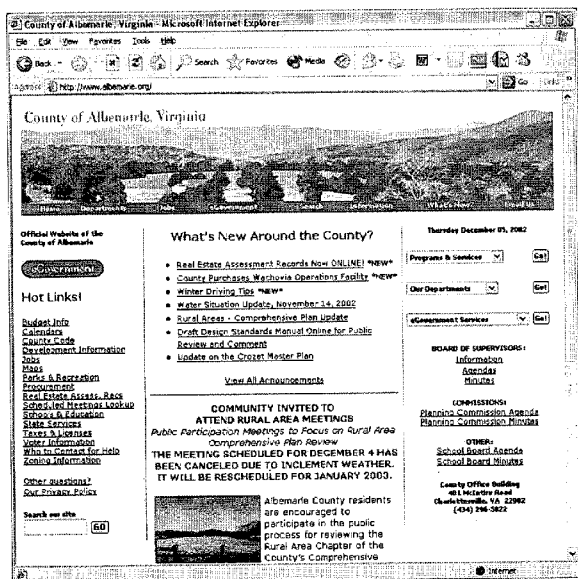 County of Albemarle, Virginia - Microsoft Internet Explorer
File Edit View Favorites Tools Help
Back Search Favorites Media
Address http://www.albemarle.org/ Go Links
County of Albemarle, Virginia
Home Departments Jobs eGovernment Information What's New Email Us
Official Website of the
County of Albemarle
eGovernment
Hot Links!
Budget Info
Calendars
County Code
Development Information
Jobs
Maps
Parks & Recreation
Procurement
Real Estate Assess. Recs
Scheduled Meetings Lookup
Schools & Education
State Services
Taxes & Licenses
Voter Information
Who to Contact for Help
Zoning Information
Other questions?
Our Privacy Policy
Search our site
GO
What's New Around the County?
Real Estate Assessment Records Now ONLINE! *NEW*
County Purchases Wachovia Operations Facility *NEW*
Winter Driving Tips *NEW*
Water Situation Update, November 14, 2002
Rural Areas - Comprehensive Plan Update
Draft Design Standards Manual Online for Public
Review and Comment
Update on the Crozet Master Plan
View All Announcements
COMMUNITY INVITED TO
ATTEND RURAL AREA MEETINGS
Public Participation Meetings to Focus on Rural Area
Comprehensive Plan Review
THE MEETING SCHEDULED FOR DECEMBER 4 HAS
BEEN CANCELED DUE TO INCLEMENT WEATHER.
IT WILL BE RESCHEDULED FOR JANUARY 2003.
Albemarle County residents
are encouraged to
participate in the public
process for reviewing the
Rural Area Chapter of the
County's Comprehensive
Thursday December 05, 2002
Programs & Services Go!
Our Departments Go!
eGovernment Services Go!
BOARD OF SUPERVISORS:
Information
Agendas
Minutes
COMMISSIONS:
Planning Commission Agenda
Planning Commission Minutes
OTHER:
School Board Agenda
School Board Minutes
County Office Building
401 McIntire Road
Charlottesville, VA 22902
(434) 296-5822
Internet